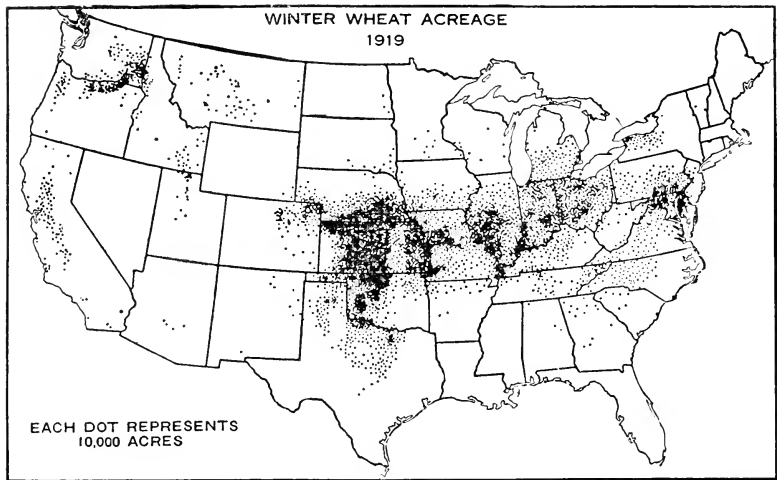 WINTER WHEAT ACREAGE
1919
EACH DOT REPRESENTS
10,000 ACRES